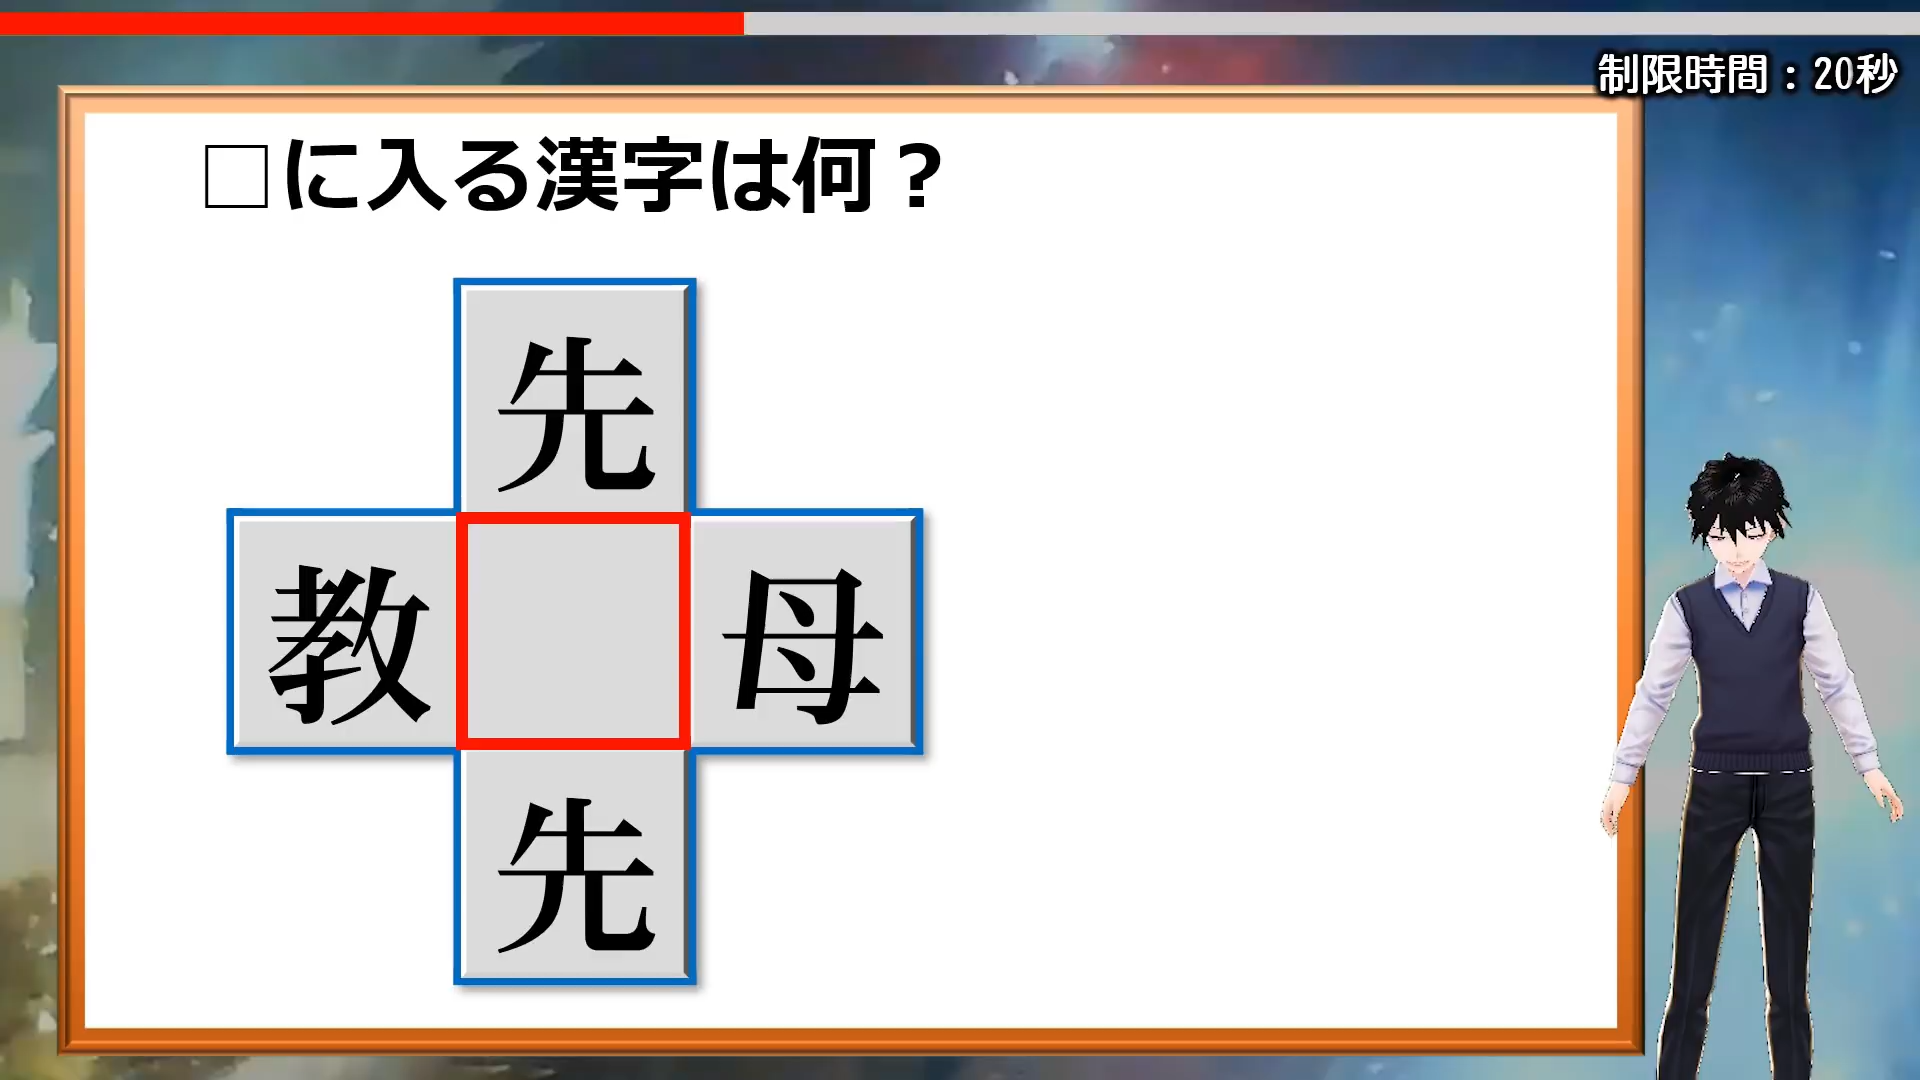 制限時間：20秒
□に入る漢字は何？
先
教
母
先